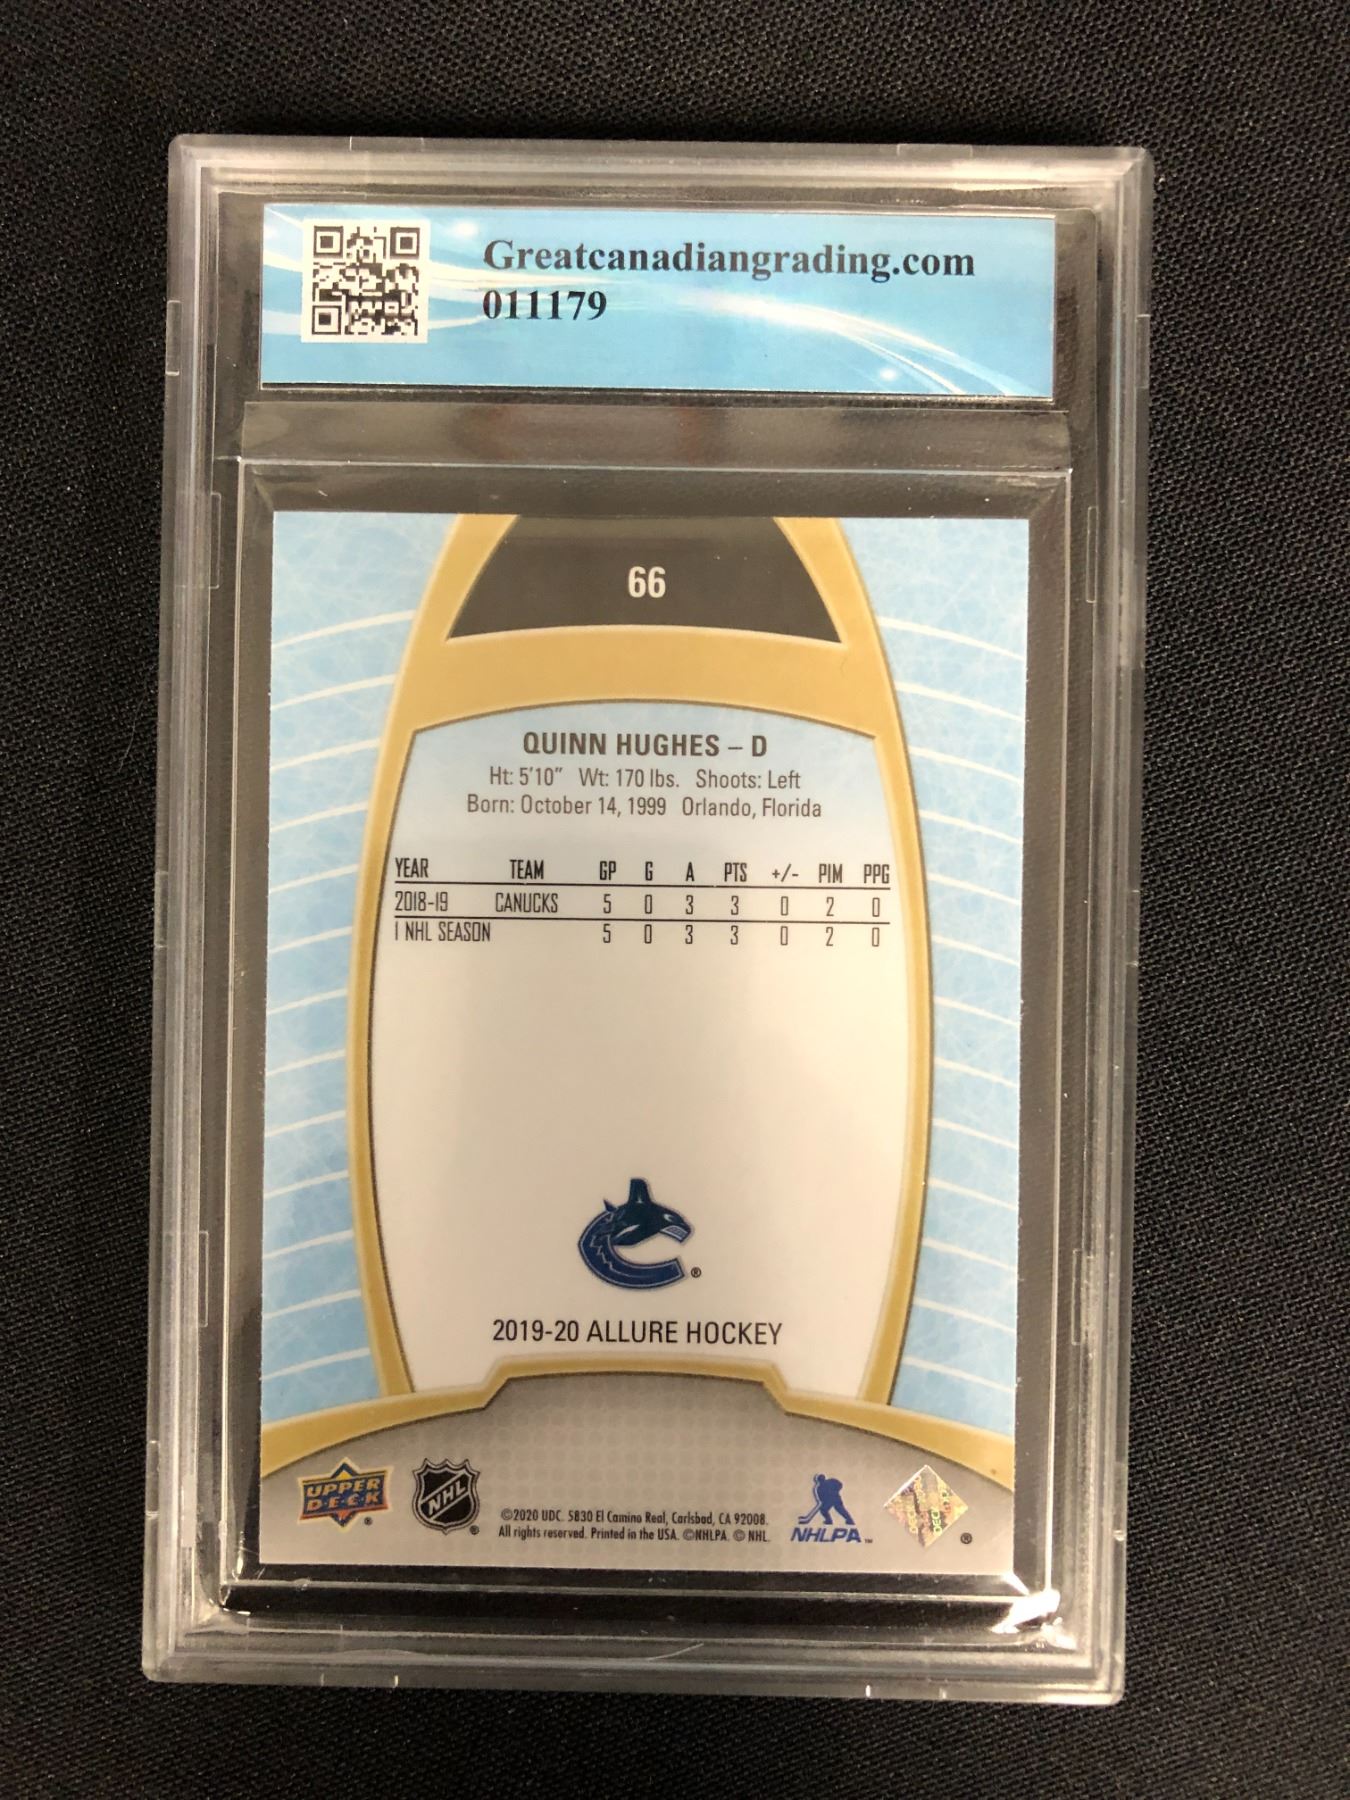 Greatcanadiangrading.com
011179
66
QUINN HUGHES – D
Ht: 5'10" Wt: 170 lbs. Shoots: Left
Born: October 14, 1999 Orlando, Florida
YEAR TEAM GP G A PTS +/- PIM PPG
2018-19 CANUCKS 5 0 3 3 0 2 0
1 NHL SEASON 5 0 3 3 0 2 0
®
2019-20 ALLURE HOCKEY
UPPER DECK ®
NHL ®
©2020 UDC. 5830 El Camino Real, Carlsbad, CA 92008.
All rights reserved. Printed in the USA. ©NHLPA. © NHL.
NHLPA ™
®